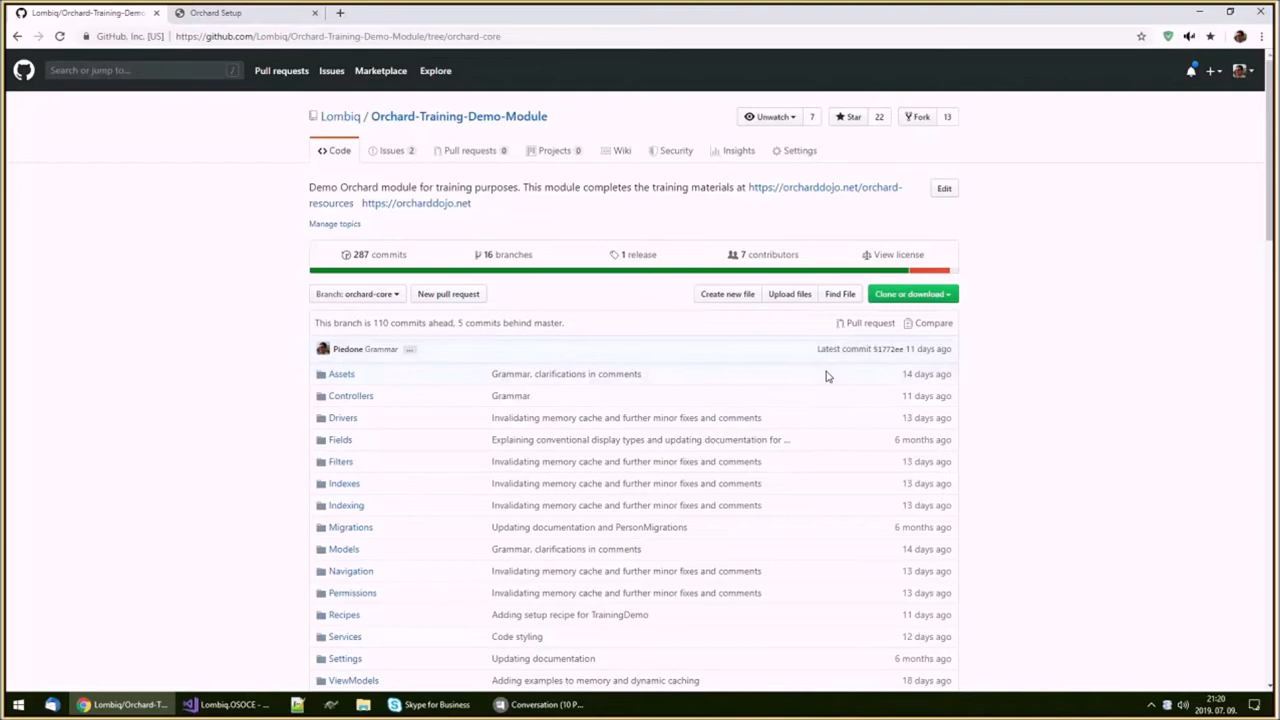 Lombiq/Orchard-Training-Demo-
Orchard Setup
GitHub, Inc. [US]
https://github.com/Lombiq/Orchard-Training-Demo-Module/tree/orchard-core
Search or jump to...
/
Pull requests
Issues
Marketplace
Explore
Lombiq / Orchard-Training-Demo-Module
Unwatch 7
Star 22
Fork 13
Code
Issues 2
Pull requests 0
Projects 0
Wiki
Security
Insights
Settings
Demo Orchard module for training purposes. This module completes the training materials at https://orcharddojo.net/orchard-
resources https://orcharddojo.net
Edit
Manage topics
287 commits
16 branches
1 release
7 contributors
View license
Branch: orchard-core
New pull request
Create new file
Upload files
Find File
Clone or download
This branch is 110 commits ahead, 5 commits behind master.
Pull request
Compare
Piedone Grammar ...
Latest commit 51772ee 11 days ago
Assets Grammar, clarifications in comments 14 days ago
Controllers Grammar 11 days ago
Drivers Invalidating memory cache and further minor fixes and comments 13 days ago
Fields Explaining conventional display types and updating documentation for ... 6 months ago
Filters Invalidating memory cache and further minor fixes and comments 13 days ago
Indexes Invalidating memory cache and further minor fixes and comments 13 days ago
Indexing Invalidating memory cache and further minor fixes and comments 13 days ago
Migrations Updating documentation and PersonMigrations 6 months ago
Models Grammar, clarifications in comments 14 days ago
Navigation Invalidating memory cache and further minor fixes and comments 13 days ago
Permissions Invalidating memory cache and further minor fixes and comments 13 days ago
Recipes Adding setup recipe for TrainingDemo 11 days ago
Services Code styling 12 days ago
Settings Updating documentation 6 months ago
ViewModels Adding examples to memory and dynamic caching 18 days ago
Lombiq/Orchard-T...
Lombiq.OSOCE - ...
Skype for Business
Conversation (10 P...
21:20
2019. 07. 09.